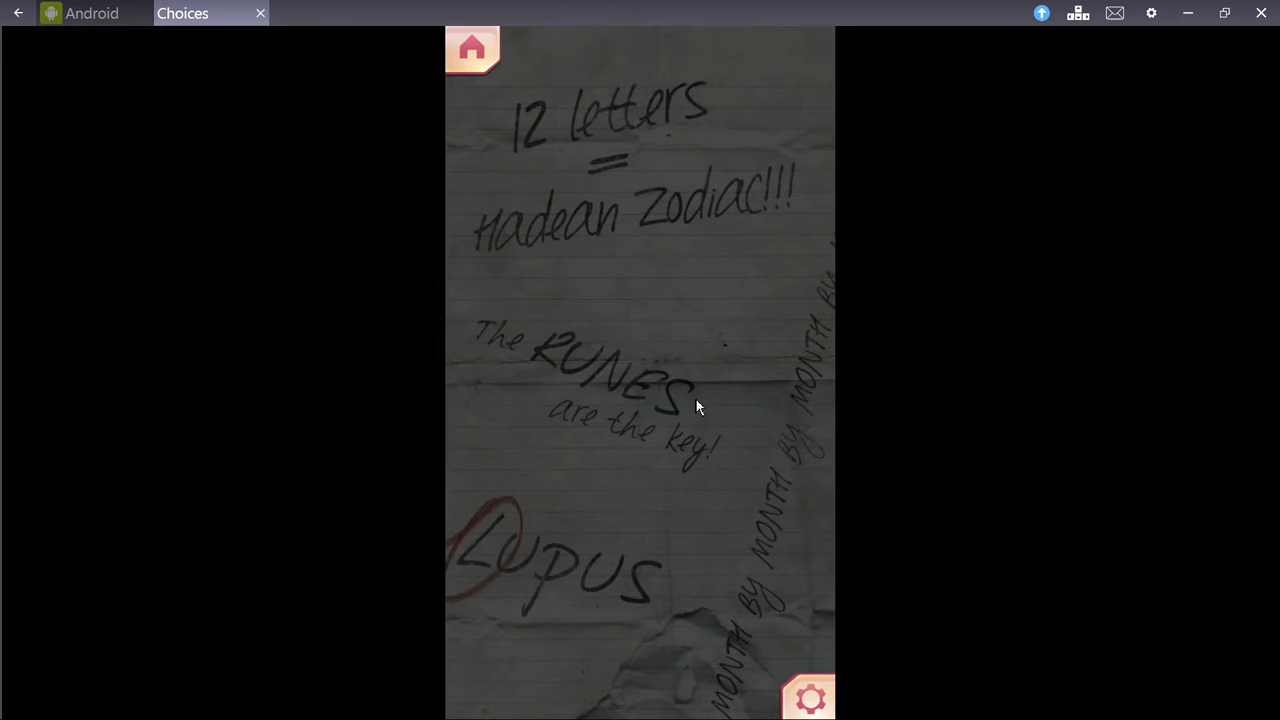 Android
Choices
12 letters
=
Hadean Zodiac!!!
The RUNES
are the key!
Lupus
MONTH BY MONTH BY MONTH BY